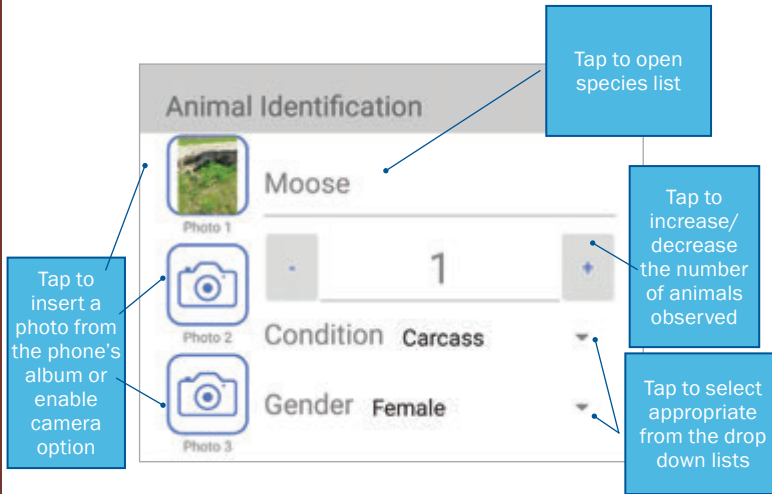 Tap to open
species list
Animal Identification
Moose
Photo 1
Tap to
increase/
decrease
the number
of animals
observed
- 1 +
Tap to
insert a
photo from
the phone's
album or
enable
camera
option
Photo 2
Condition Carcass
Gender Female
Photo 3
Tap to select
appropriate
from the drop
down lists